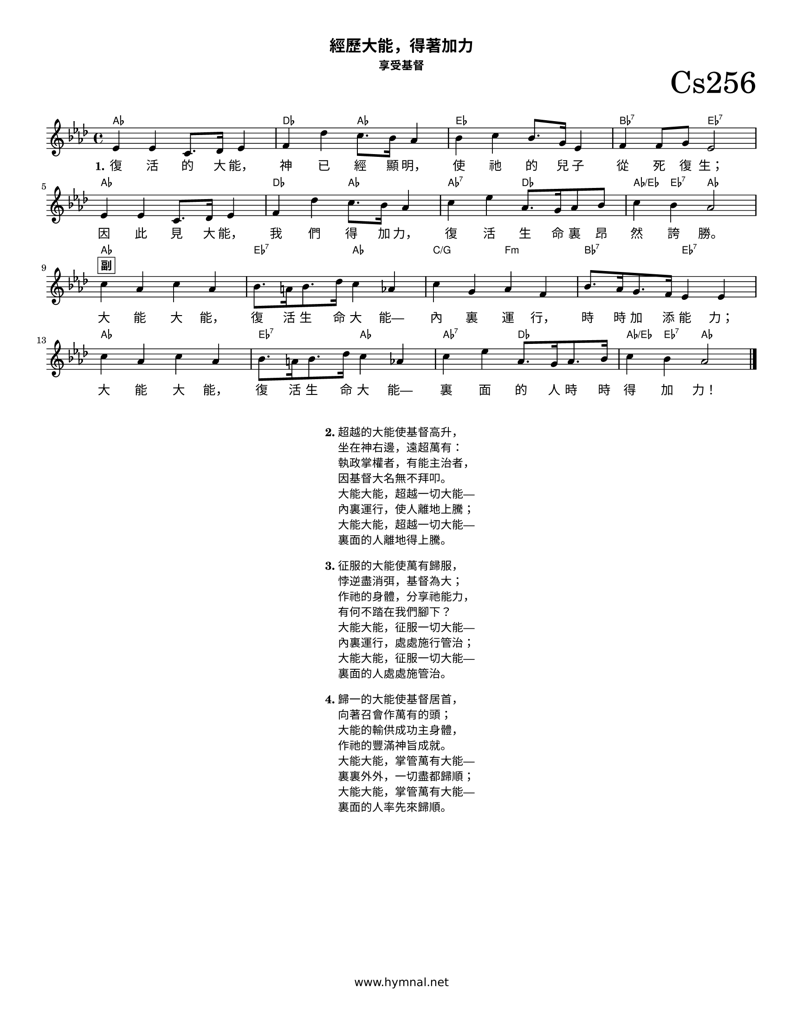 經歷大能，得著加力
享受基督
Cs256
A♭ D♭ A♭ E♭ B♭7 E♭7
1. 復 活 的 大能， 神 已 經 顯明， 使 祂 的 兒子 從 死 復生；
5 A♭ D♭ A♭ A♭7 D♭ A♭/E♭ E♭7 A♭
因 此 見 大能， 我 們 得 加力， 復 活 生 命裏 昂 然 誇 勝。
9 A♭ E♭7 A♭ C/G Fm B♭7 E♭7
副
大 能 大 能， 復 活生 命大 能— 內 裏 運 行， 時 時加 添能 力；
13 A♭ E♭7 A♭ A♭7 D♭ A♭/E♭ E♭7 A♭
大 能 大 能， 復 活生 命大 能— 裏 面 的 人時 時 得 加 力！
2. 超越的大能使基督高升，
坐在神右邊，遠超萬有：
執政掌權者，有能主治者，
因基督大名無不拜叩。
大能大能，超越一切大能—
內裏運行，使人離地上騰；
大能大能，超越一切大能—
裏面的人離地得上騰。
3. 征服的大能使萬有歸服，
悖逆盡消弭，基督為大；
作祂的身體，分享祂能力，
有何不踏在我們腳下？
大能大能，征服一切大能—
內裏運行，處處施行管治；
大能大能，征服一切大能—
裏面的人處處施管治。
4. 歸一的大能使基督居首，
向著召會作萬有的頭；
大能的輸供成功主身體，
作祂的豐滿神旨成就。
大能大能，掌管萬有大能—
裏裏外外，一切盡都歸順；
大能大能，掌管萬有大能—
裏面的人率先來歸順。
www.hymnal.net